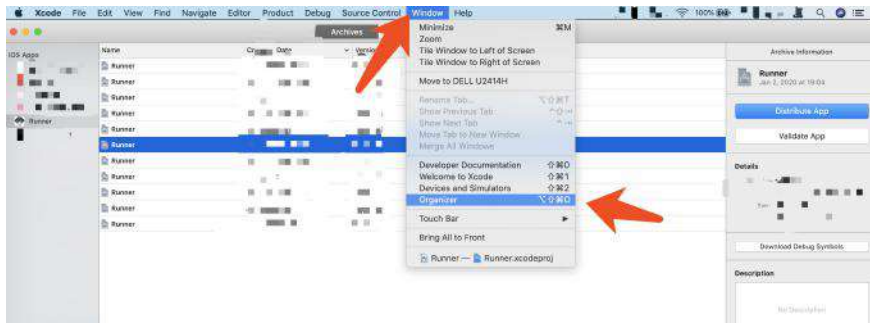 Xcode File Edit View Find Navigate Editor Product Debug Source Control Window Help 100%
Archives
iOS Apps
Runner
Name Creation Date Version
Runner
Runner
Runner
Runner
Runner
Runner
Runner
Runner
Runner
Runner
Runner
Minimize ⌘M
Zoom
Tile Window to Left of Screen
Tile Window to Right of Screen
Move to DELL U2414H
Rename Tab...
Show Previous Tab
Show Next Tab
Move Tab to New Window
Merge All Windows
Developer Documentation ⇧⌘0
Welcome to Xcode ⇧⌘1
Devices and Simulators ⇧⌘2
Organizer ⌥⇧⌘O
Touch Bar
Bring All to Front
Runner — Runner.xcodeproj
Archive Information
Runner
Jan 2, 2020 at 19:04
Distribute App
Validate App
Details
Download Debug Symbols
Description
No Description